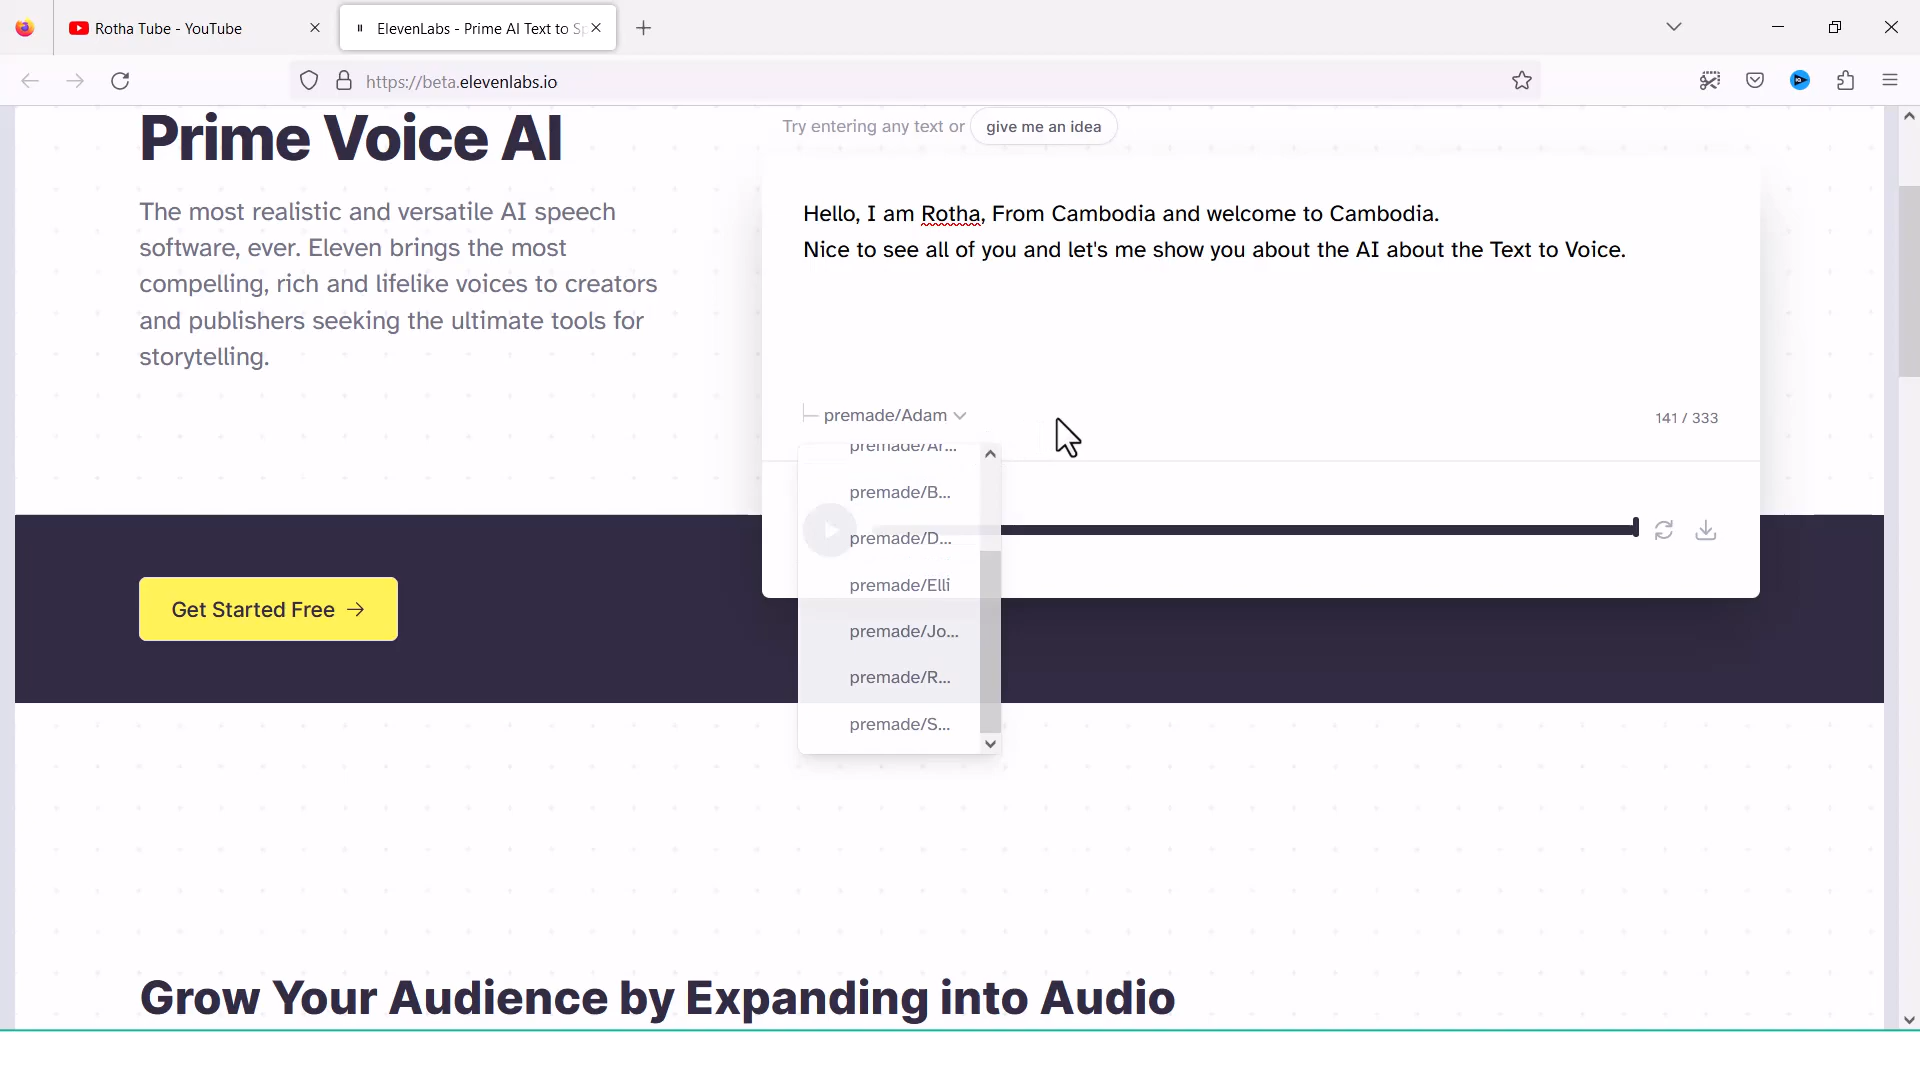 Rotha Tube - YouTube
ElevenLabs - Prime AI Text to Sp
https://beta.elevenlabs.io
Prime Voice AI
The most realistic and versatile AI speech
software, ever. Eleven brings the most
compelling, rich and lifelike voices to creators
and publishers seeking the ultimate tools for
storytelling.
Get Started Free →
Try entering any text or give me an idea
Hello, I am Rotha, From Cambodia and welcome to Cambodia.
Nice to see all of you and let's me show you about the AI about the Text to Voice.
premade/Adam
141 / 333
premade/Ar...
premade/B...
premade/D...
premade/Elli
premade/Jo...
premade/R...
premade/S...
Grow Your Audience by Expanding into Audio